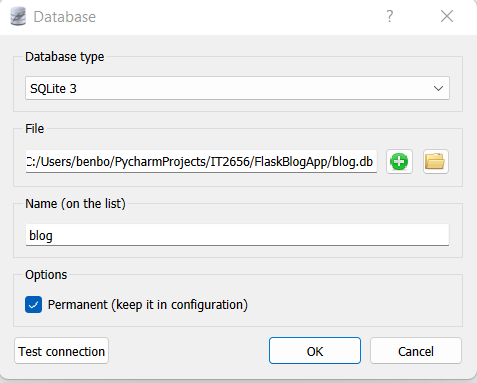 Database
?
Database type
SQLite 3
File
C:/Users/benbo/PycharmProjects/IT2656/FlaskBlogApp/blog.db
Name (on the list)
blog
Options
Permanent (keep it in configuration)
Test connection OK Cancel